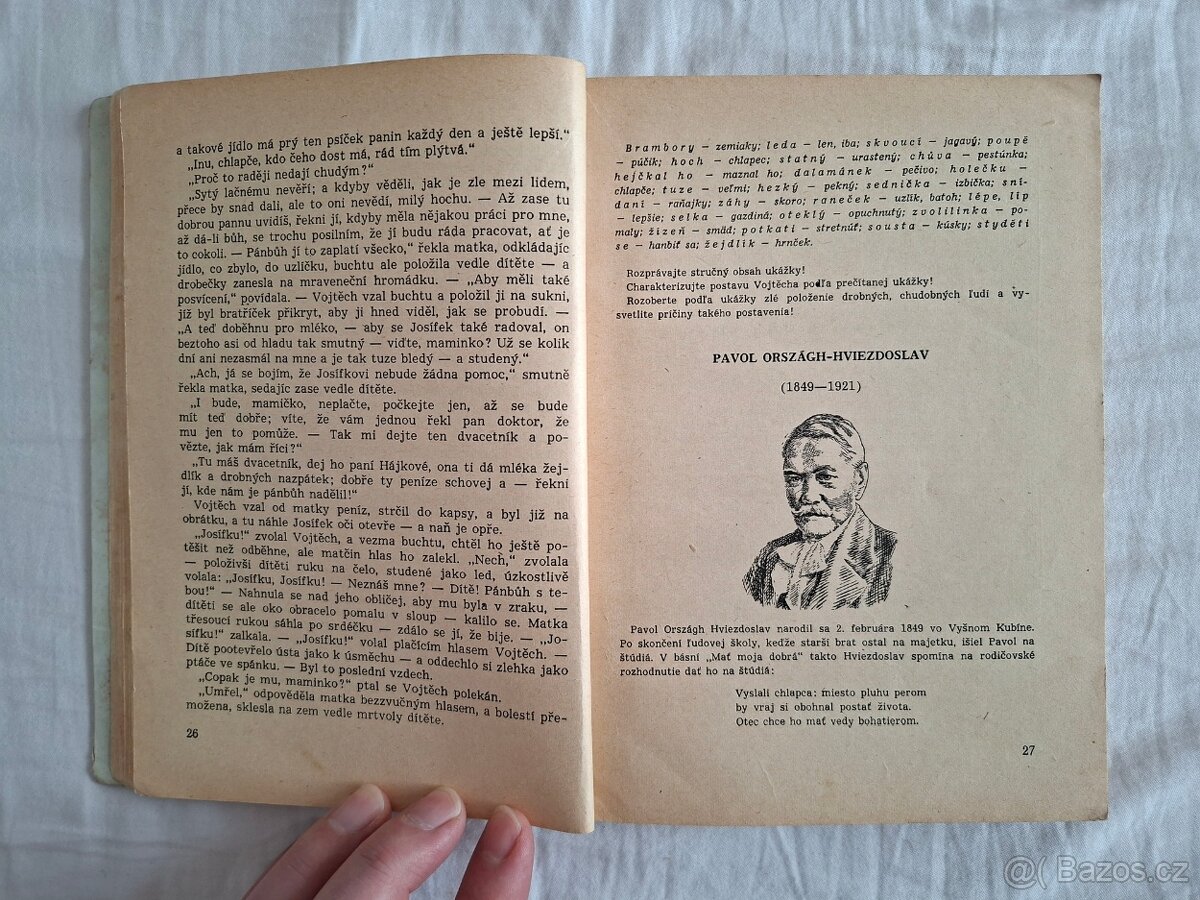 a takové jídlo má prý ten psíček panin každý den a ještě lepší.“
„Inu, chlapče, kdo čeho dost má, rád tím plýtvá.“
„Proč to raději nedají chudým?“
„Sytý lačnému nevěří; a kdyby věděli, jak je zle mezi lidem,
přece by snad dali, ale to oni nevědí, milý hochu. — Až zase tu
dobrou pannu uvidíš, řekni jí, kdyby měla nějakou práci pro mne,
až dá-li bůh, se trochu posilním, že jí budu ráda pracovat, ať je
to cokoli. — Pánbůh jí to zaplatí všecko,“ řekla matka, odkládajíc
jídlo, co zbylo, do uzlíčku, buchtu ale položila vedle dítěte — a
drobečky zanesla na mraveneční hromádku. — „Aby měli také
posvícení,“ povídala. — Vojtěch vzal buchtu a položil jí na sukni,
jíž byl bratříček přikryt, aby ji hned viděl, jak se probudí. —
„A teď doběhnu pro mléko, — aby se Josífek také radoval, on
beztoho asi od hladu tak smutný — viďte, maminko? Už se kolik
dní ani nezasmál na mne a je tak tuze bledý — a studený.“
„Ach, já se bojím, že Josífkovi nebude žádna pomoc,“ smutně
řekla matka, sedajíc zase vedle dítěte.
„I bude, mamičko, neplačte, počkejte jen, až se bude
mít teď dobře; víte, že vám jednou řekl pan doktor, že
mu jen to pomůže. — Tak mi dejte ten dvacetník a po-
vězte, jak mám říci?“
„Tu máš dvacetník, dej ho paní Hájkové, ona ti dá mléka žej-
dlík a drobných nazpátek; dobře ty peníze schovej a — řekni
jí, kde nám je pánbůh nadělil!“
Vojtěch vzal od matky peníz, strčil do kapsy, a byl již na
obrátku, a tu náhle Josífek oči otevře — a naň je opře.
„Josífku!“ zvolal Vojtěch, a vezma buchtu, chtěl ho ještě po-
těšit než odběhne, ale matčin hlas ho zalekl. „Nech,“ zvolala
— položivši dítěti ruku na čelo, studené jako led, úzkostlivě
volala: „Josífku, Josífku! — Neznáš mne? — Dítě! Pánbůh s te-
bou!“ — Nahnula se nad jeho obličej, aby mu byla v zraku, —
dítěti se ale oko obracelo pomalu v sloup — kalilo se. Matka
třesoucí rukou sáhla po srdéčku — zdálo se jí, že bije. — „Jo-
sífku!“ zalkala. — „Josífku!“ volal plačícím hlasem Vojtěch. —
Dítě pootevřelo ústa jako k úsměchu — a oddechlo si zlehka jako
ptáče ve spánku. — Byl to poslední vzdech.
„Copak je mu, maminko?“ ptal se Vojtěch polekán.
„Umřel,“ odpověděla matka bezzvučným hlasem, a bolestí pře-
možena, sklesla na zem vedle mrtvoly dítěte.
26
Brambory — zemiaky; leda — len, iba; skvoucí — jagavý; poupě
— púčik; hoch — chlapec; statný — urastený; chůva — pestúnka;
hejčkal ho — maznal ho; dalamánek — pečivo; holečku —
chlapče; tuze — veľmi; hezký — pekný; sednička — izbička; sní-
daní — raňajky; záhy — skoro; raneček — uzlík, batoh; lépe, líp
— lepšie; selka — gazdiná; oteklý — opuchnutý; zvolilinka — po-
maly; žízeň — smäd; potkati — stretnúť; sousta — kúsky; styděti
se — hanbiť sa; žejdlík — hrnček.
Rozprávajte stručný obsah ukážky!
Charakterizujte postavu Vojtěcha podľa prečítanej ukážky!
Rozoberte podľa ukážky zlé položenie drobných, chudobných ľudí a vy-
svetlite príčiny takého postavenia!
PAVOL ORSZÁGH-HVIEZDOSLAV
(1849—1921)
Pavol Országh Hviezdoslav narodil sa 2. februára 1849 vo Vyšnom Kubíne.
Po skončení ľudovej školy, keďže starší brat ostal na majetku, išiel Pavol na
štúdiá. V básni „Mať moja dobrá“ takto Hviezdoslav spomína na rodičovské
rozhodnutie dať ho na štúdiá:
Vyslali chlapca: miesto pluhu perom
by vraj si obohnal postať života.
Otec chce ho mať vedy bohatierom.
27
Bazos.cz